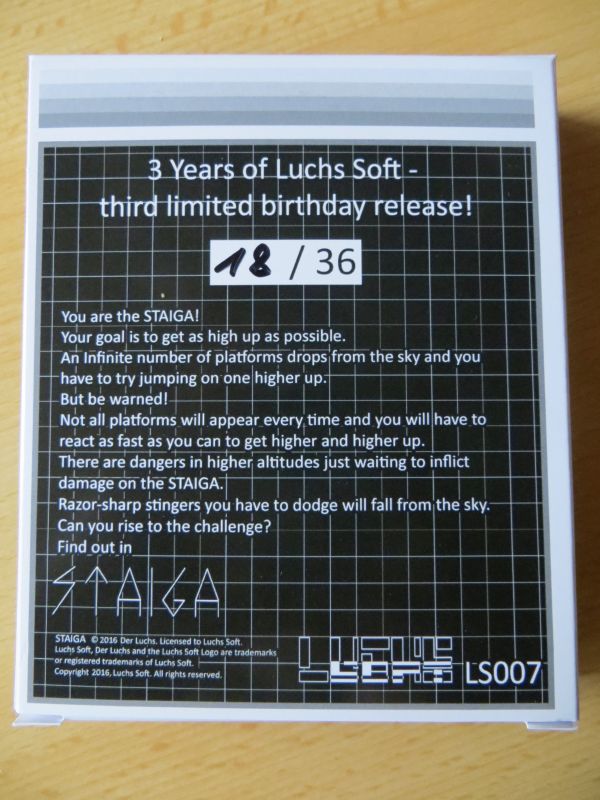 3 Years of Luchs Soft -
third limited birthday release!
18 / 36
You are the STAIGA!
Your goal is to get as high up as possible.
An Infinite number of platforms drops from the sky and you
have to try jumping on one higher up.
But be warned!
Not all platforms will appear every time and you will have to
react as fast as you can to get higher and higher up.
There are dangers in higher altitudes just waiting to inflict
damage on the STAIGA.
Razor-sharp stingers you have to dodge will fall from the sky.
Can you rise to the challenge?
Find out in
STAIGA
STAIGA © 2016 Der Luchs. Licensed to Luchs Soft.
Luchs Soft, Der Luchs and the Luchs Soft Logo are trademarks
or registered trademarks of Luchs Soft.
Copyright 2016, Luchs Soft. All rights reserved.
LUCHS
SOFT
LS007